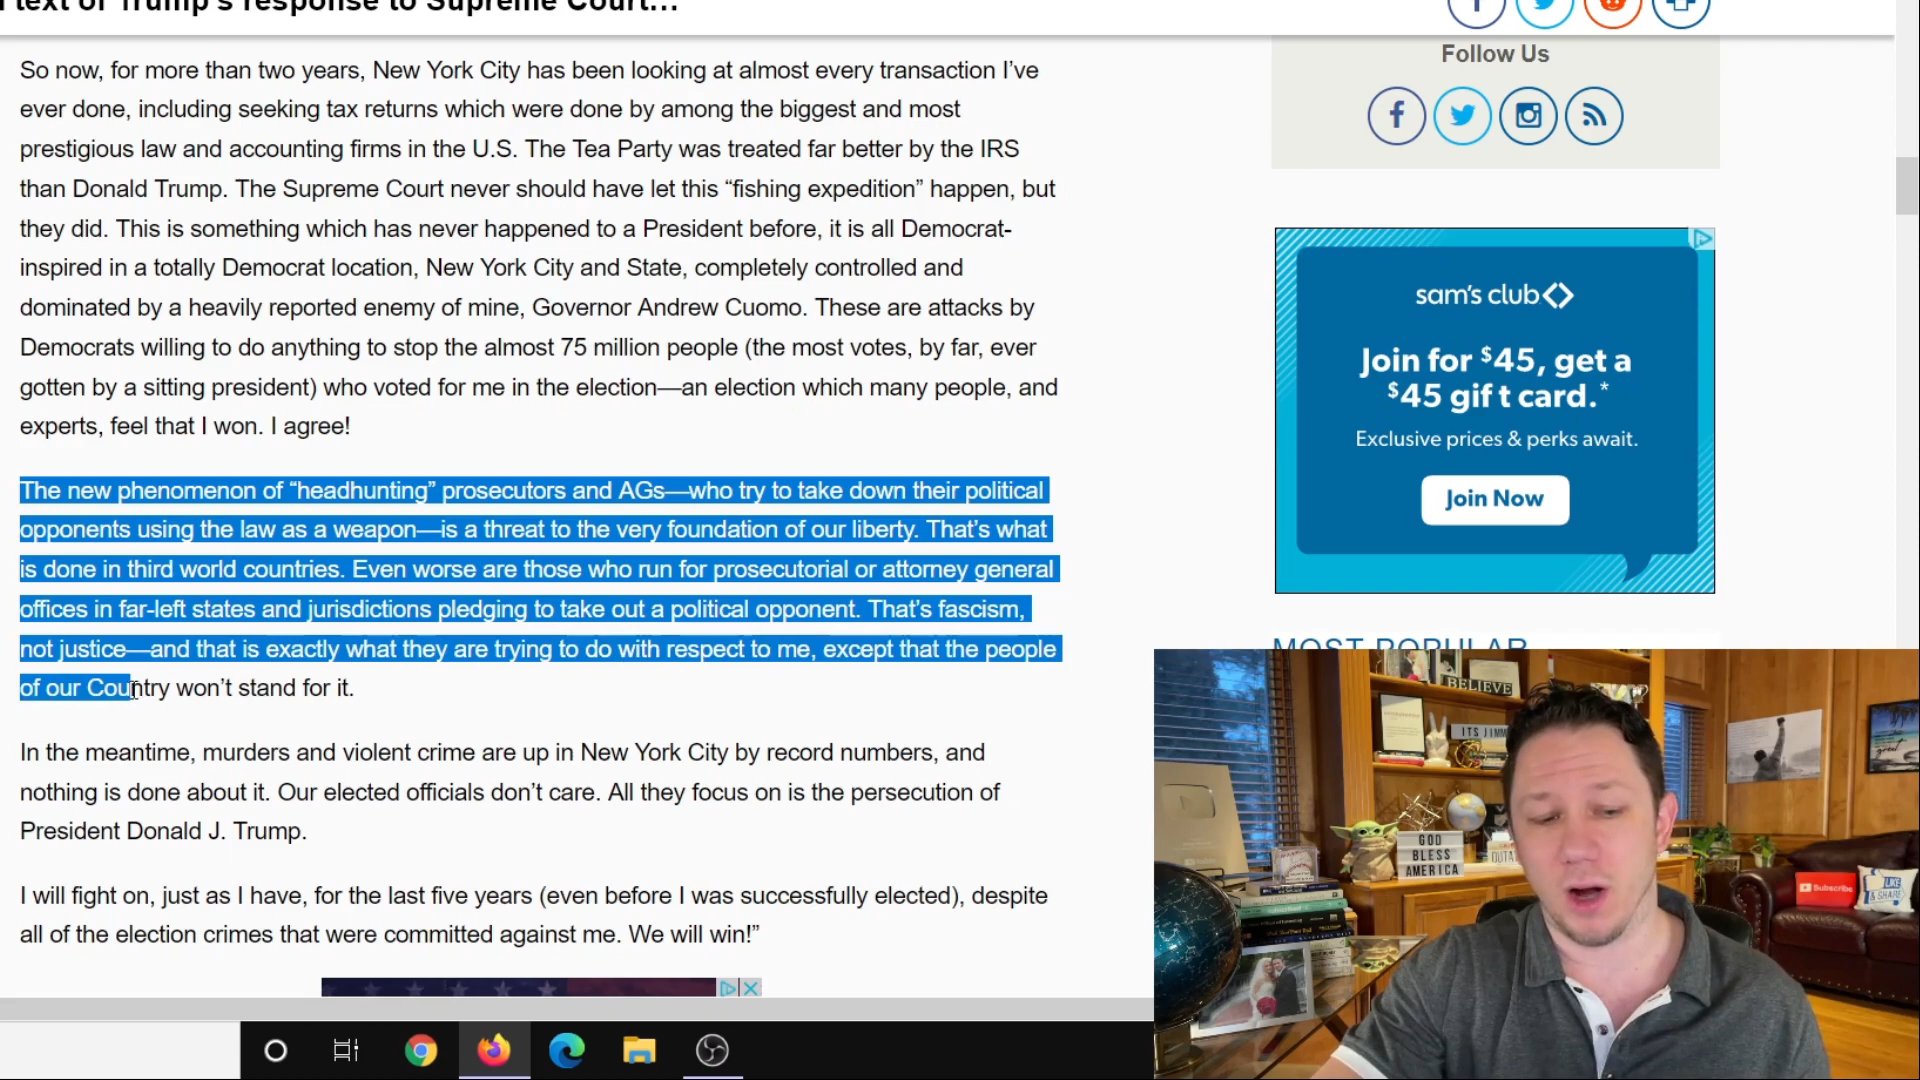 text of Trump's response to Supreme Court...
So now, for more than two years, New York City has been looking at almost every transaction I've
ever done, including seeking tax returns which were done by among the biggest and most
prestigious law and accounting firms in the U.S. The Tea Party was treated far better by the IRS
than Donald Trump. The Supreme Court never should have let this “fishing expedition” happen, but
they did. This is something which has never happened to a President before, it is all Democrat-
inspired in a totally Democrat location, New York City and State, completely controlled and
dominated by a heavily reported enemy of mine, Governor Andrew Cuomo. These are attacks by
Democrats willing to do anything to stop the almost 75 million people (the most votes, by far, ever
gotten by a sitting president) who voted for me in the election—an election which many people, and
experts, feel that I won. I agree!
The new phenomenon of “headhunting” prosecutors and AGs—who try to take down their political
opponents using the law as a weapon—is a threat to the very foundation of our liberty. That's what
is done in third world countries. Even worse are those who run for prosecutorial or attorney general
offices in far-left states and jurisdictions pledging to take out a political opponent. That's fascism,
not justice—and that is exactly what they are trying to do with respect to me, except that the people
of our Country won't stand for it.
In the meantime, murders and violent crime are up in New York City by record numbers, and
nothing is done about it. Our elected officials don't care. All they focus on is the persecution of
President Donald J. Trump.
I will fight on, just as I have, for the last five years (even before I was successfully elected), despite
all of the election crimes that were committed against me. We will win!”
Follow Us
sam's club
Join for $45, get a
$45 gif t card.*
Exclusive prices & perks await.
Join Now
MOST POPULAR
BELIEVE
ITS JIMM
GOD
BLESS
AMERICA
OUTA
great
Subscribe
LIKE
& SHARE